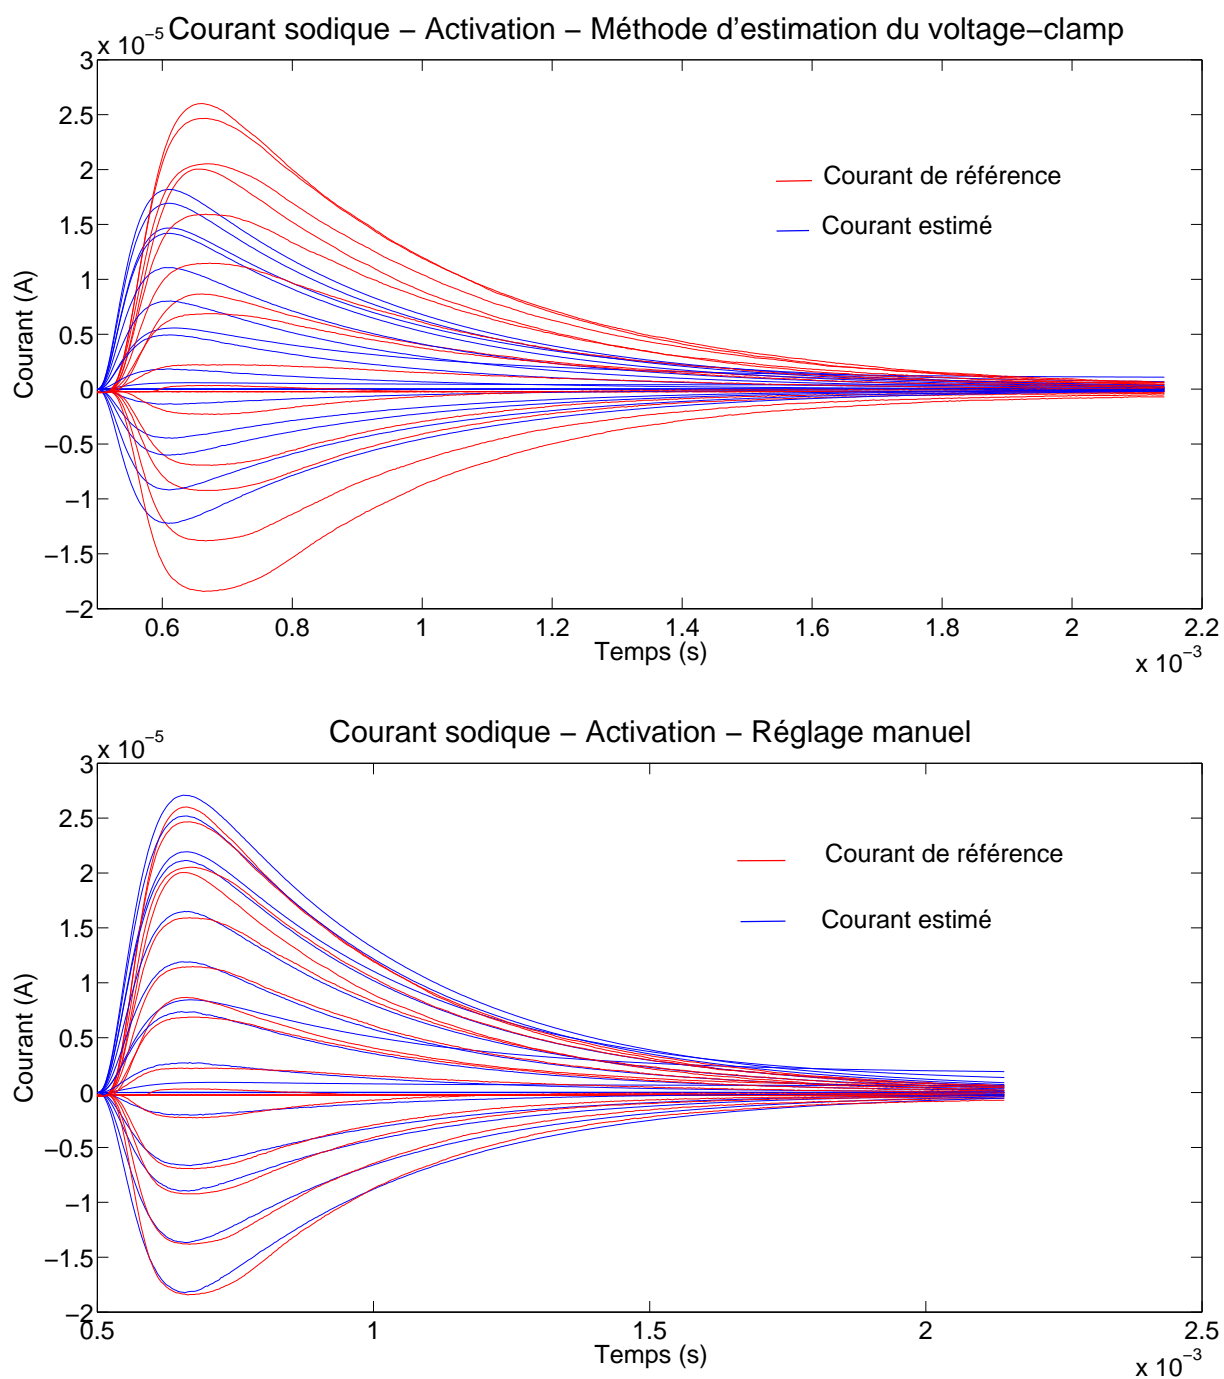 Courant sodique − Activation − Méthode d'estimation du voltage−clamp
x 10−5
3
2.5
2
1.5
1
0.5
0
−0.5
−1
−1.5
−2
Courant (A)
Courant de référence
Courant estimé
0.6 0.8 1 1.2 1.4 1.6 1.8 2 2.2
Temps (s)
x 10−3
Courant sodique − Activation − Réglage manuel
x 10−5
3
2.5
2
1.5
1
0.5
0
−0.5
−1
−1.5
−2
Courant (A)
Courant de référence
Courant estimé
0.5 1 1.5 2 2.5
Temps (s)
x 10−3